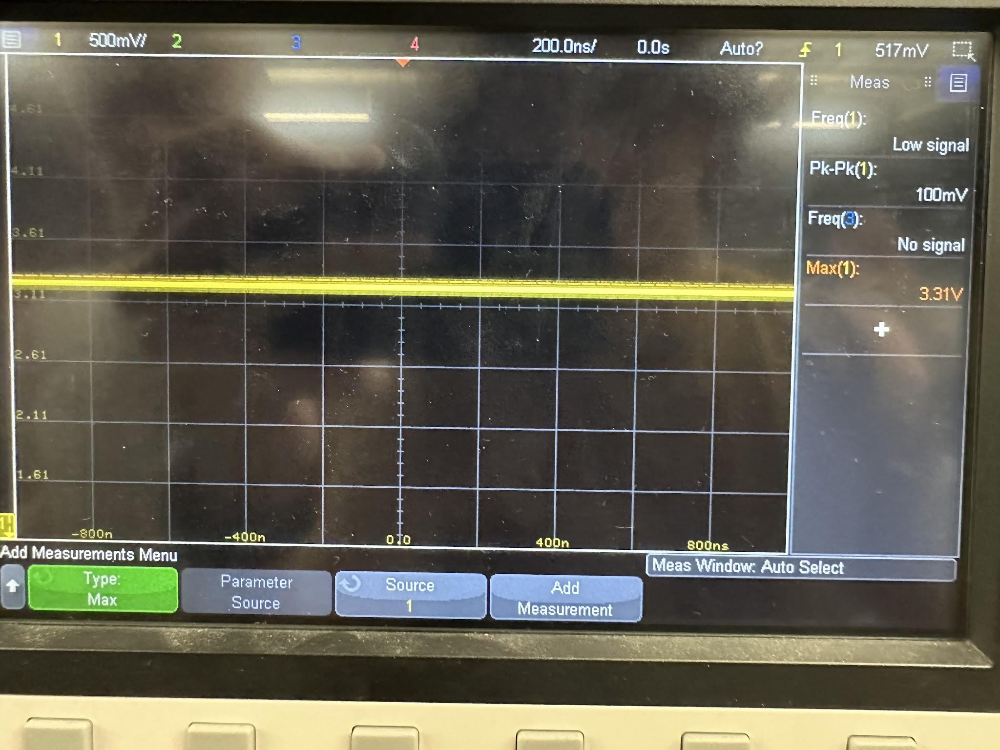 1 500mV/ 2 3 4 200.0ns/ 0.0s Auto? 1 517mV
Meas
Freq(1):
Low signal
Pk-Pk(1):
100mV
Freq(3):
No signal
Max(1):
3.31V
4.61
4.11
3.61
3.11
2.61
2.11
1.61
-800n -400n 0.0 400n 800ns
Add Measurements Menu
Meas Window: Auto Select
Type:
Max
Parameter
Source
Source
1
Add
Measurement